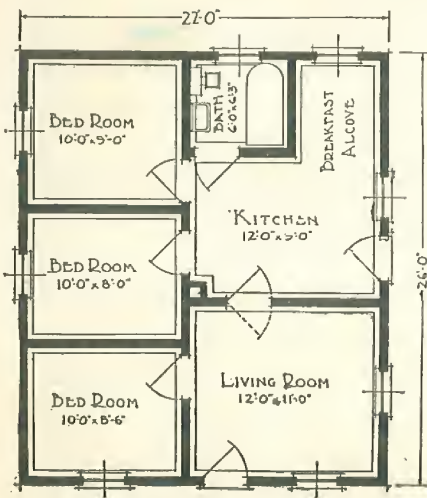 22'-0"
BED ROOM
10'-0"x9'-0"
BATH
6'-0"x6'-3"
BREAKFAST
ALCOVE
KITCHEN
12'-0"x9'-0"
26'-0"
BED ROOM
10'-0"x8'-0"
BED ROOM
10'-0"x8'-6"
LIVING ROOM
12'-0"x11'-0"